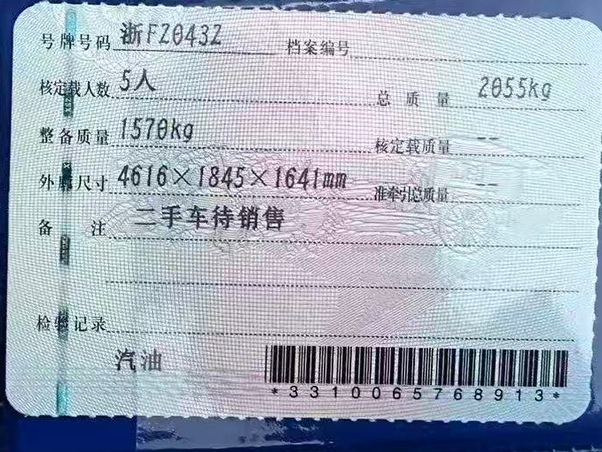 号牌号码 浙FZ043Z 档案编号
核定载人数 5人 总质量 2055kg
整备质量 1570kg 核定载质量 --
外廓尺寸 4616×1845×1641mm 准牵引总质量 --
备注 二手车待销售
检验记录
汽油
*3310065768913*